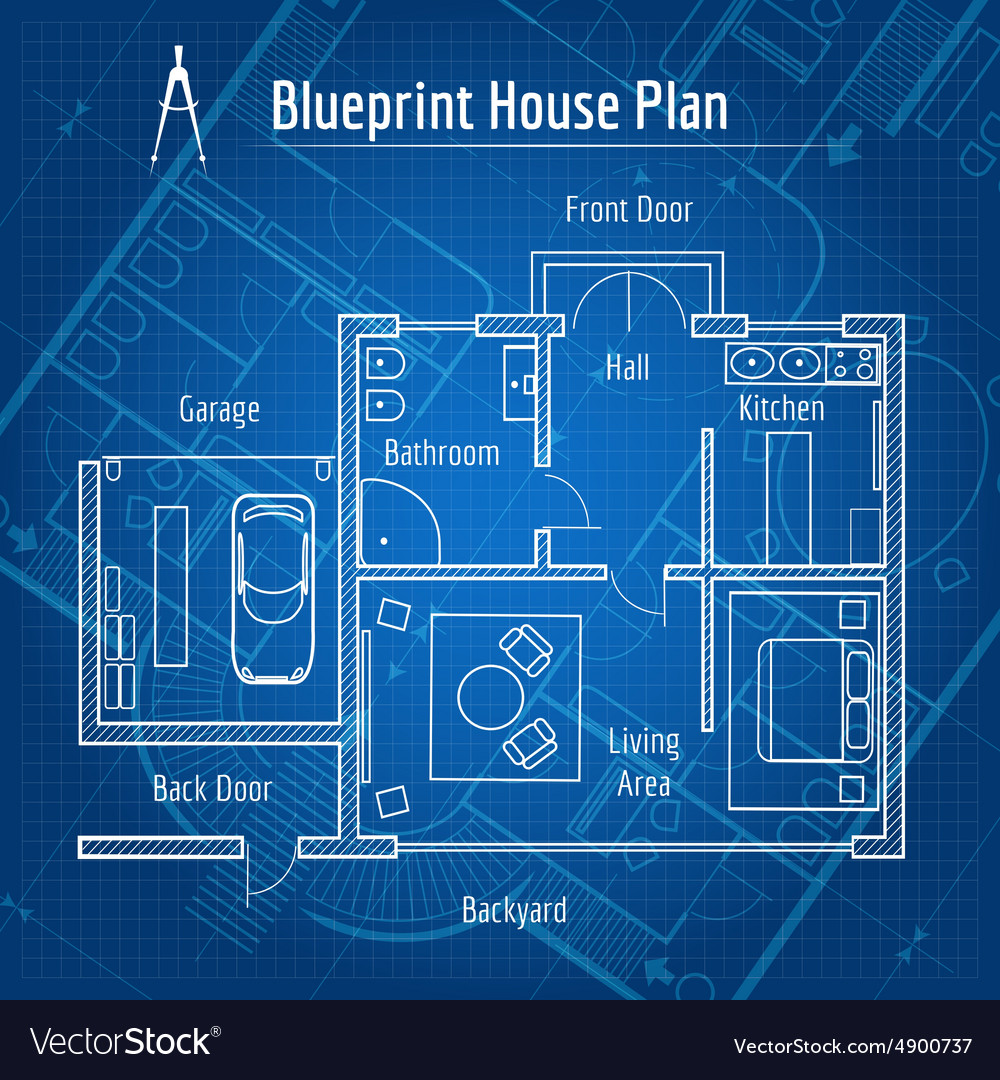 Blueprint House Plan
Front Door
Hall
Garage
Kitchen
Bathroom
Living
Area
Back Door
Backyard
VectorStock®
VectorStock.com/4900737